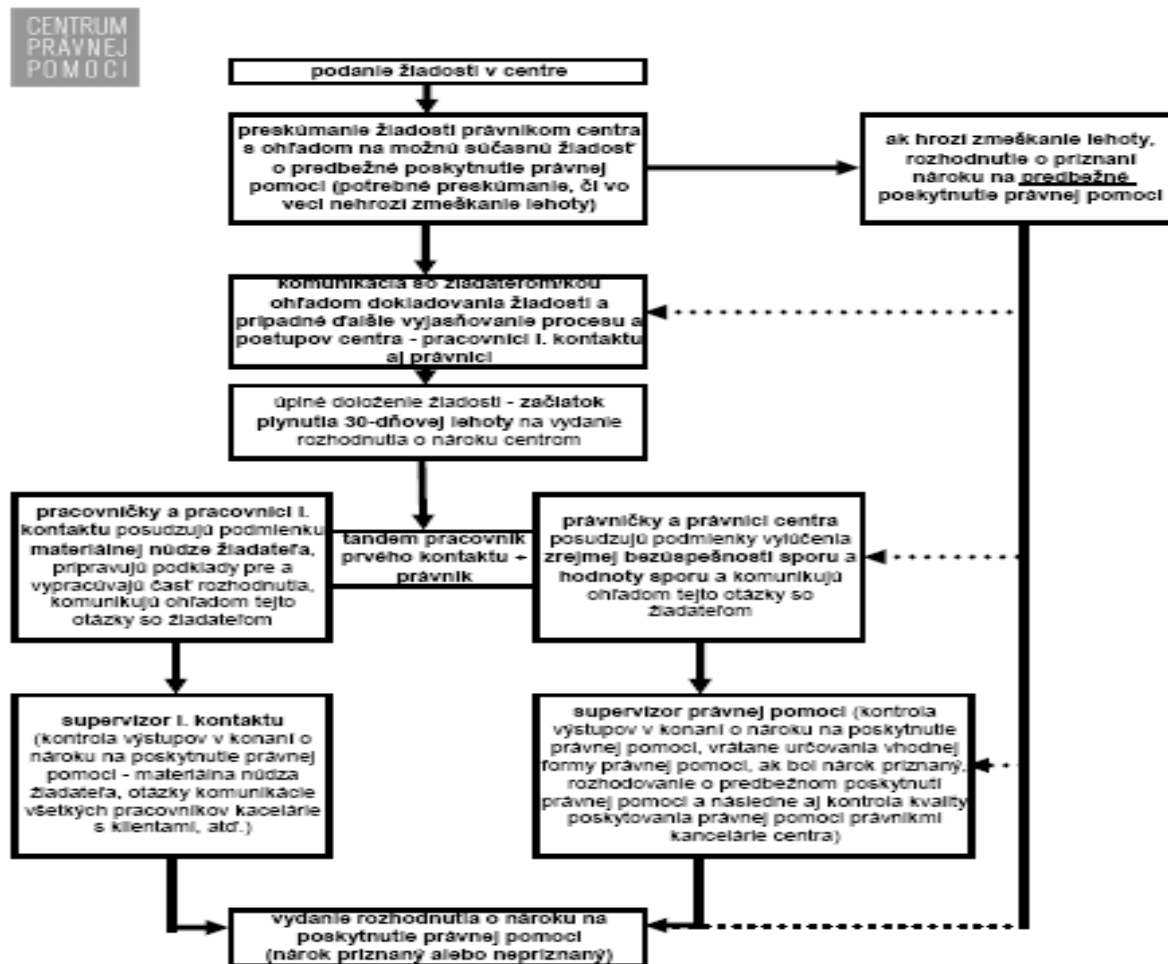 CENTRUM
PRÁVNEJ
POMOCI
podanie žiadosti v centre
preskúmanie žiadosti právnikom centra
s ohľadom na možnú súčasnú žiadosť
o predbežné poskytnutie právnej
pomoci (potrebné preskúmanie, či vo
veci nehrozí zmeškanie lehoty)
ak hrozí zmeškanie lehoty,
rozhodnutie o priznaní
nároku na predbežné
poskytnutie právnej pomoci
komunikácia so žiadateľom/kou
ohľadom dokladovania žiadosti a
prípadné ďalšie vyjasňovanie procesu a
postupov centra - pracovníci I. kontaktu
aj právnici
úplné doloženie žiadosti - začiatok
plynutia 30-dňovej lehoty na vydanie
rozhodnutia o nároku centrom
pracovníčky a pracovníci I.
kontaktu posudzujú podmienku
materiálnej núdze žiadateľa,
pripravujú podklady pre a
vypracúvajú časť rozhodnutia,
komunikujú ohľadom tejto
otázky so žiadateľom
tandem pracovník
prvého kontaktu +
právnik
právničky a právnici centra
posudzujú podmienky vylúčenia
zrejmej bezúspešnosti sporu a
hodnoty sporu a komunikujú
ohľadom tejto otázky so
žiadateľom
supervízor I. kontaktu
(kontrola výstupov v konaní o
nároku na poskytnutie právnej
pomoci - materiálna núdza
žiadateľa, otázky komunikácie
všetkých pracovníkov kacelárie
s klientami, atď.)
supervízor právnej pomoci (kontrola
výstupov v konaní o nároku na poskytnutie
právnej pomoci, vrátane určovania vhodnej
formy právnej pomoci, ak bol nárok priznaný,
rozhodovanie o predbežnom poskytnutí
právnej pomoci a následne aj kontrola kvality
poskytovania právnej pomoci právnikmi
kancelárie centra)
vydanie rozhodnutia o nároku na
poskytnutie právnej pomoci
(nárok priznaný alebo nepriznaný)